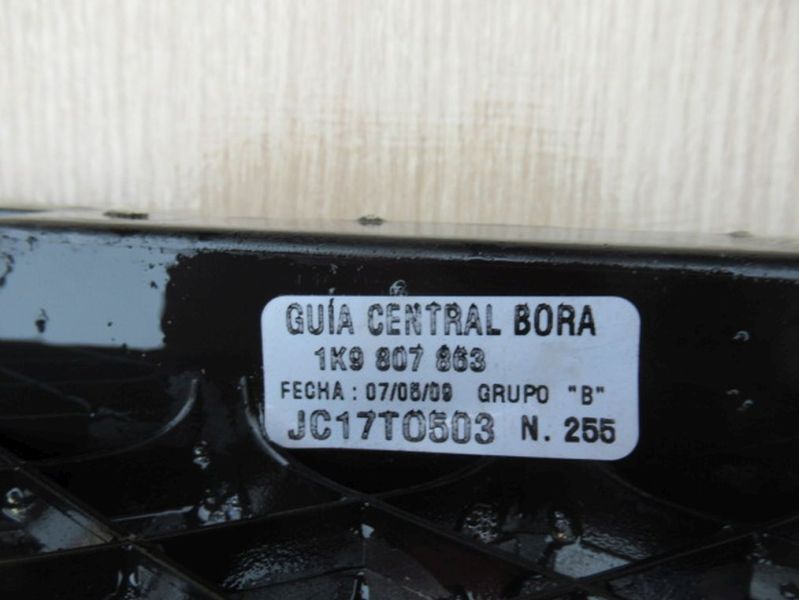 GUÍA CENTRAL BORA
1K9 807 863
FECHA : 07/05/09 GRUPO "B"
JC17TO503 N. 255